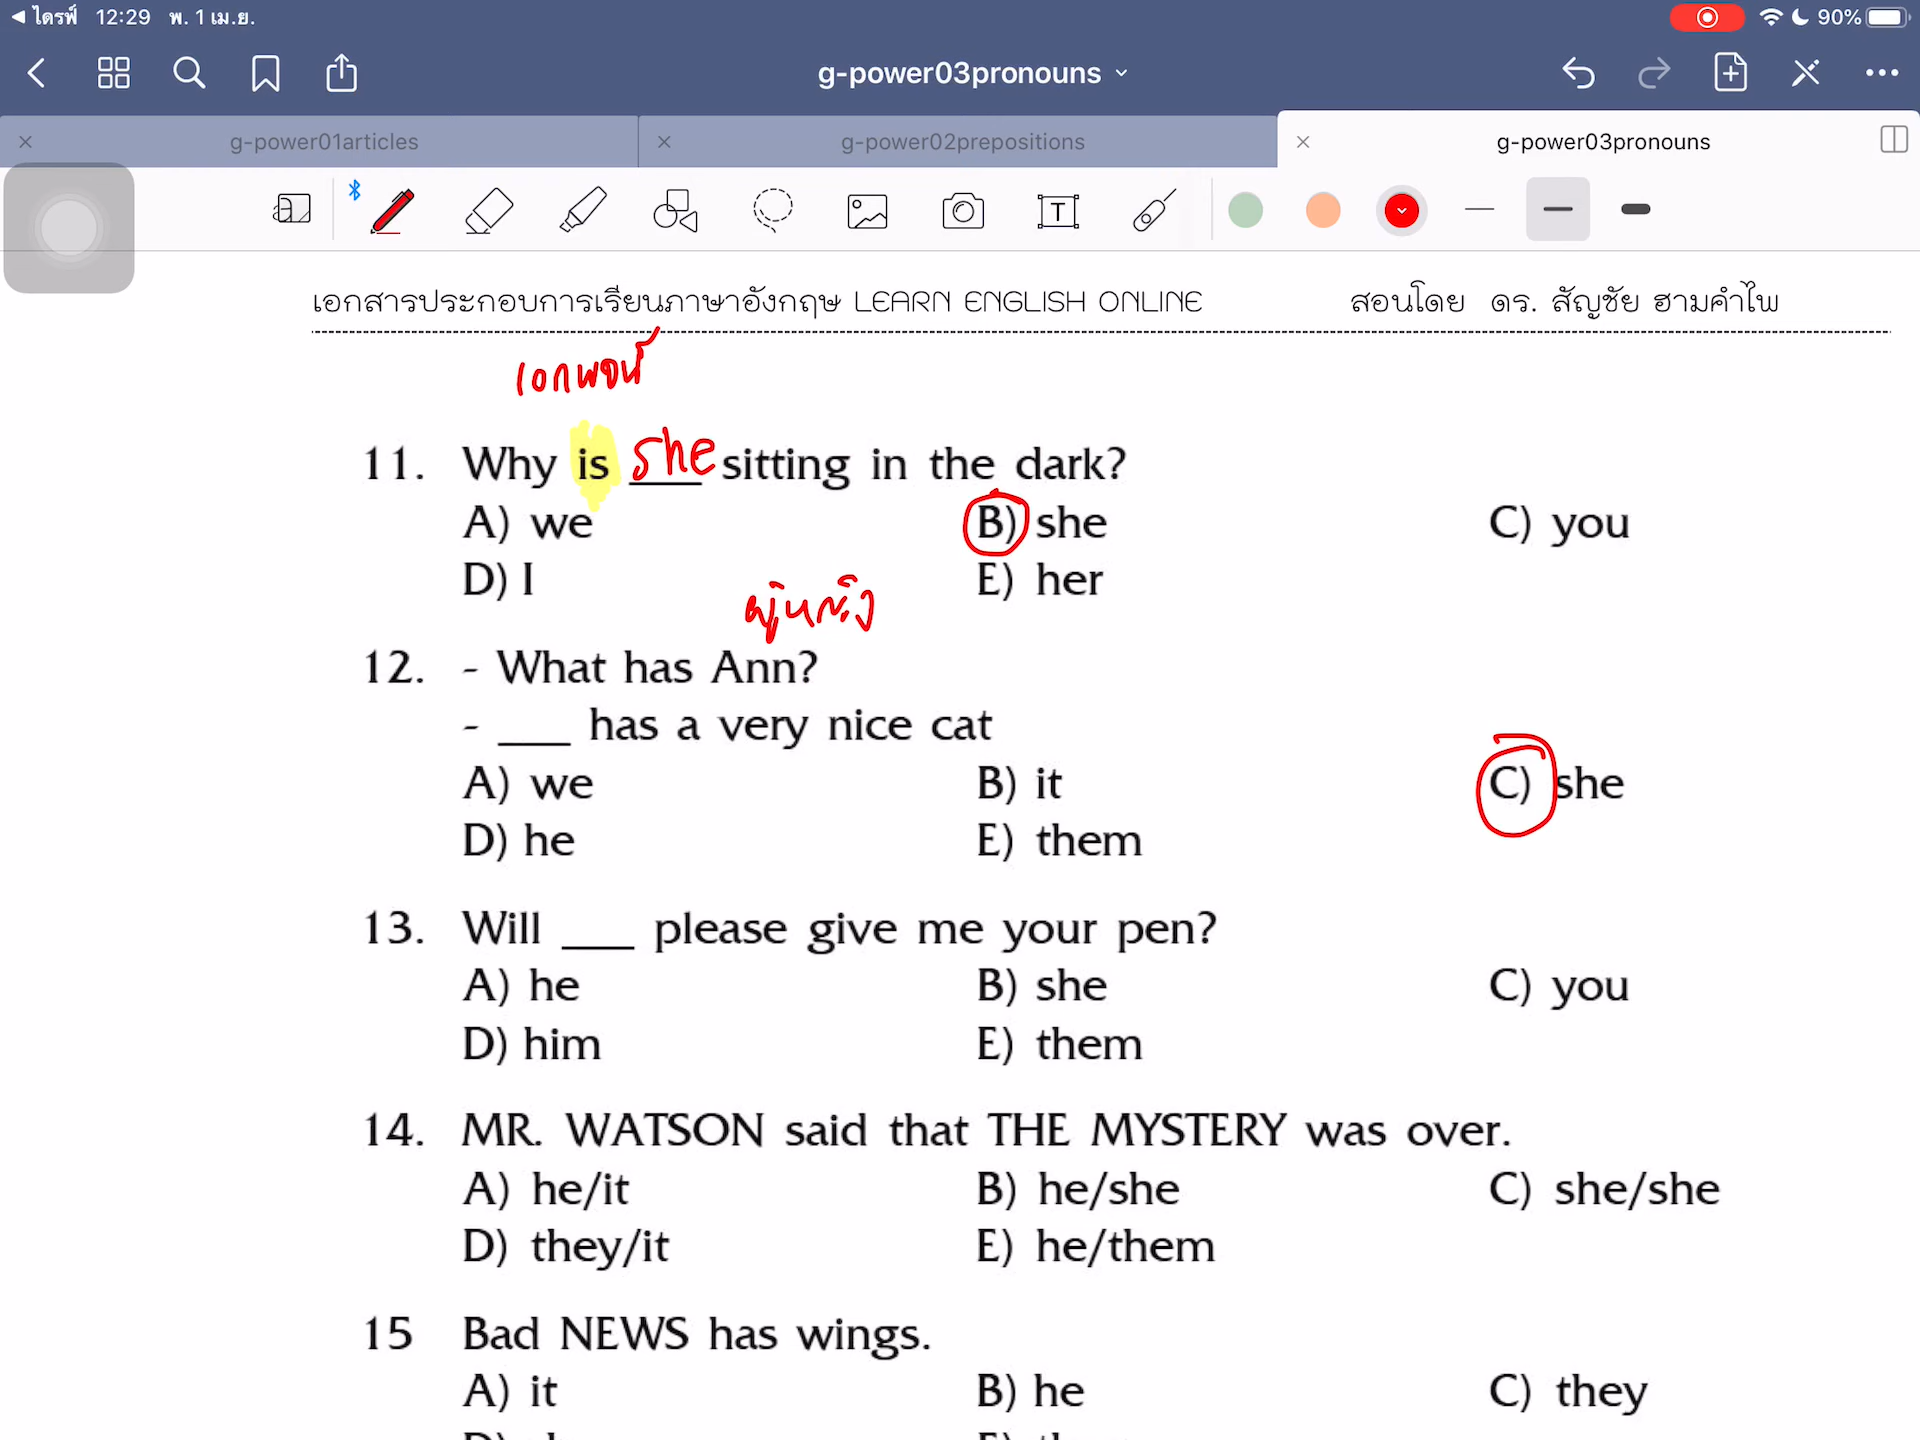 ไดรฟ์ 12:29 พ. 1 เม.ย. 90%
g-power03pronouns
g-power01articles g-power02prepositions g-power03pronouns
เอกสารประกอบการเรียนภาษาอังกฤษ LEARN ENGLISH ONLINE สอนโดย ดร. สัญชัย ฮามคำไพ
เอกพจน์
11. Why is she sitting in the dark?
A) we B) she C) you
D) I E) her
ผู้หญิง
12. - What has Ann?
- ___ has a very nice cat
A) we B) it C) she
D) he E) them
13. Will ___ please give me your pen?
A) he B) she C) you
D) him E) them
14. MR. WATSON said that THE MYSTERY was over.
A) he/it B) he/she C) she/she
D) they/it E) he/them
15 Bad NEWS has wings.
A) it B) he C) they